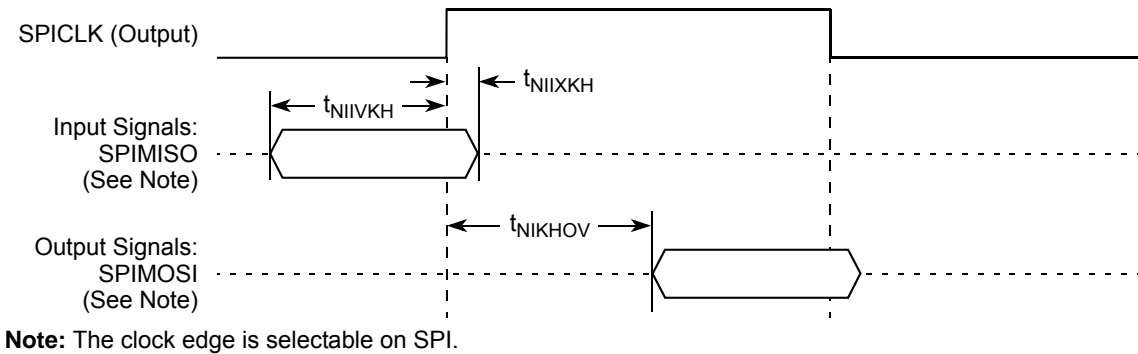 SPICLK (Output)
tNIIXKH
tNIIVKH
Input Signals:
SPIMISO
(See Note)
tNIKHOV
Output Signals:
SPIMOSI
(See Note)
Note: The clock edge is selectable on SPI.